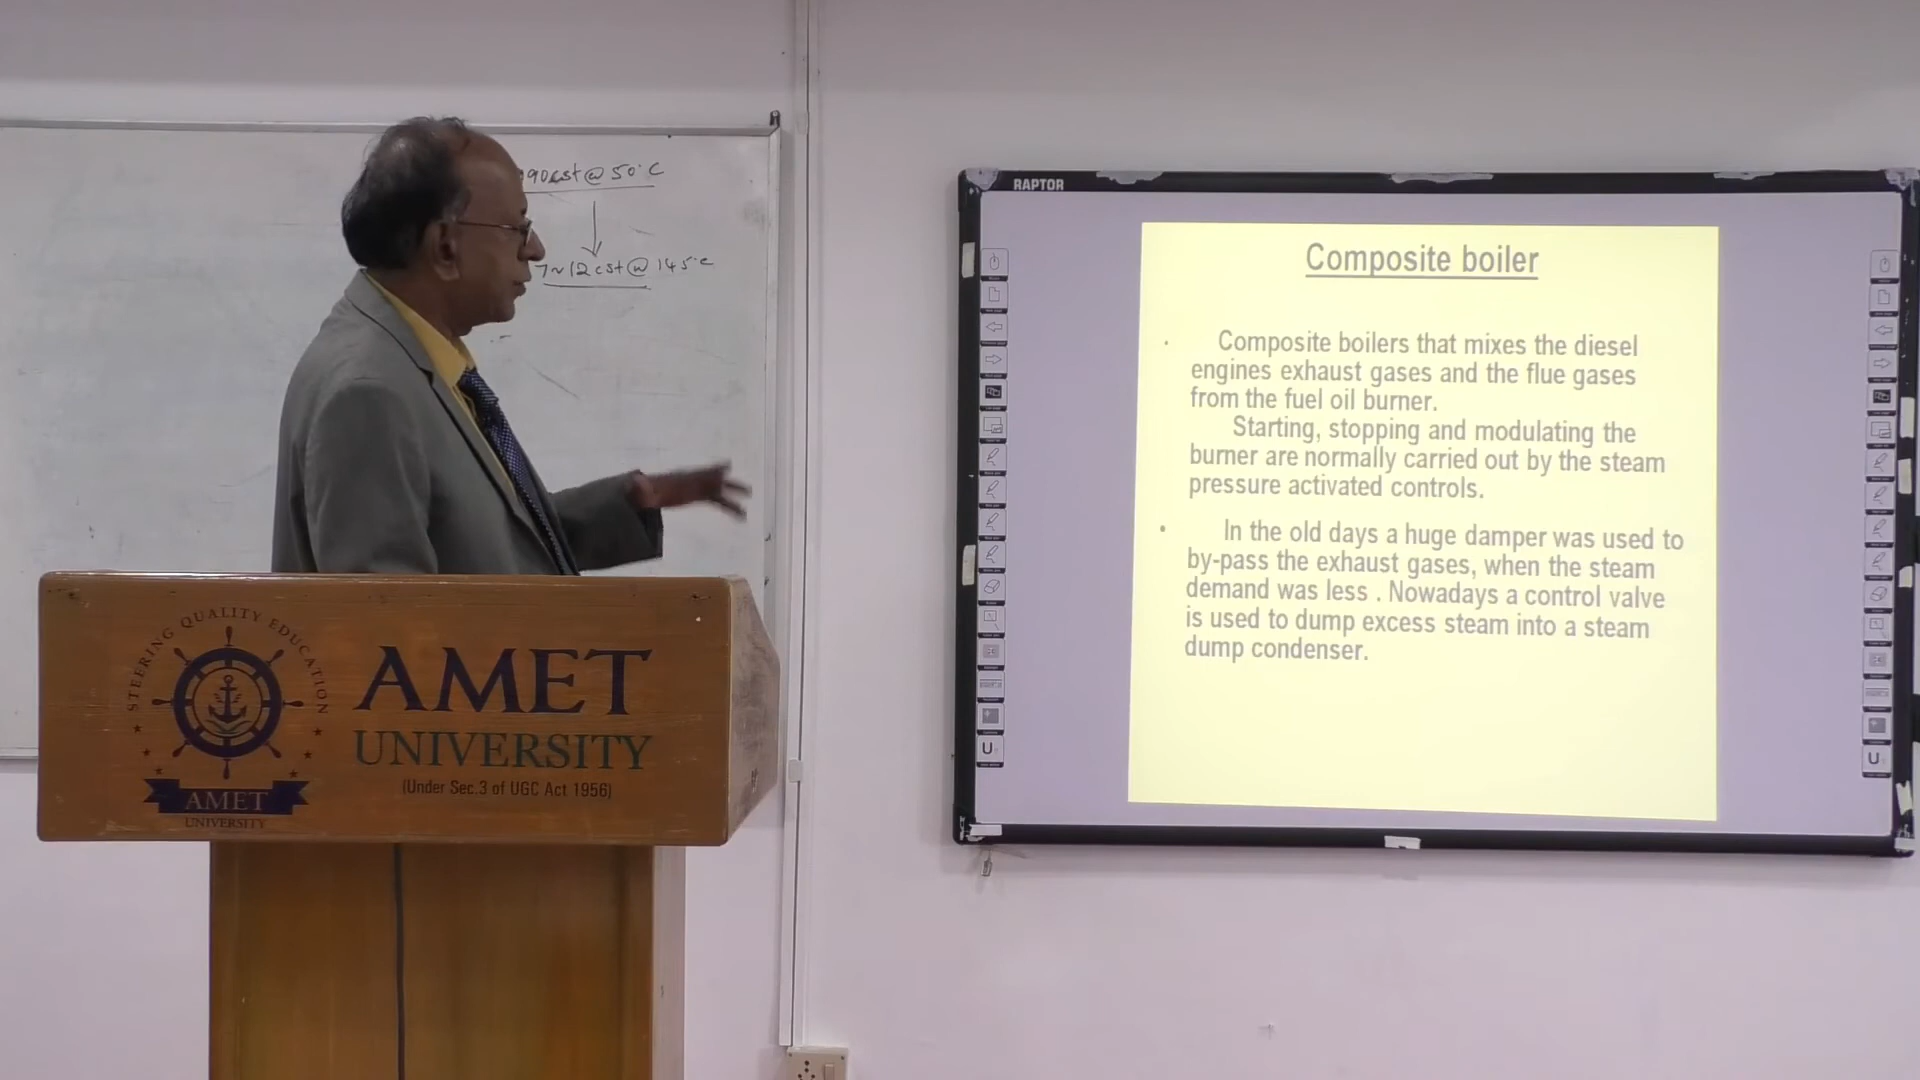 cst@50°C
7~12cst@145°c
RAPTOR
Composite boiler
Composite boilers that mixes the diesel
engines exhaust gases and the flue gases
from the fuel oil burner.
Starting, stopping and modulating the
burner are normally carried out by the steam
pressure activated controls.
In the old days a huge damper was used to
by-pass the exhaust gases, when the steam
demand was less . Nowadays a control valve
is used to dump excess steam into a steam
dump condenser.
STEERING QUALITY EDUCATION
AMET
UNIVERSITY
AMET
UNIVERSITY
(Under Sec.3 of UGC Act 1956)